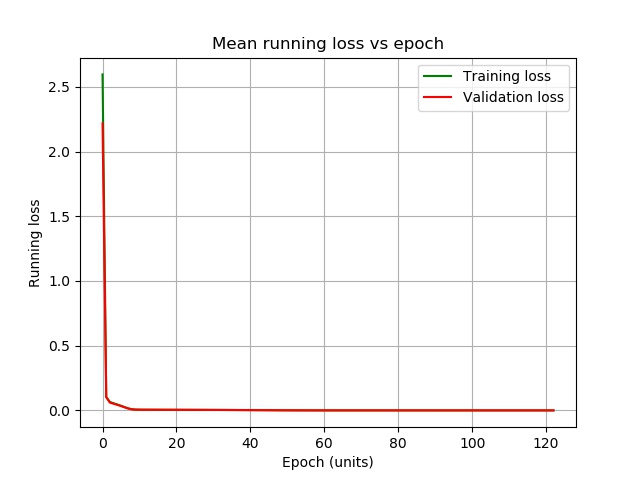 Mean running loss vs epoch
Training loss
Validation loss
Running loss
2.5
2.0
1.5
1.0
0.5
0.0
0 20 40 60 80 100 120
Epoch (units)